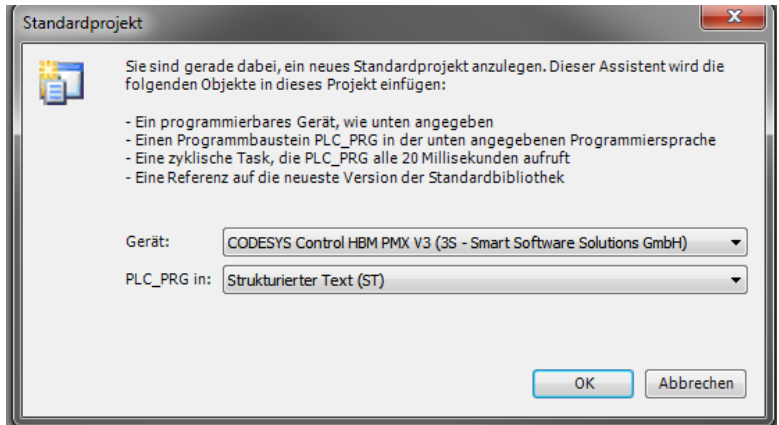 Standardprojekt
Sie sind gerade dabei, ein neues Standardprojekt anzulegen. Dieser Assistent wird die
folgenden Objekte in dieses Projekt einfügen:
- Ein programmierbares Gerät, wie unten angegeben
- Einen Programmbaustein PLC_PRG in der unten angegebenen Programmiersprache
- Eine zyklische Task, die PLC_PRG alle 20 Millisekunden aufruft
- Eine Referenz auf die neueste Version der Standardbibliothek
Gerät: CODESYS Control HBM PMX V3 (3S - Smart Software Solutions GmbH)
PLC_PRG in: Strukturierter Text (ST)
OK Abbrechen